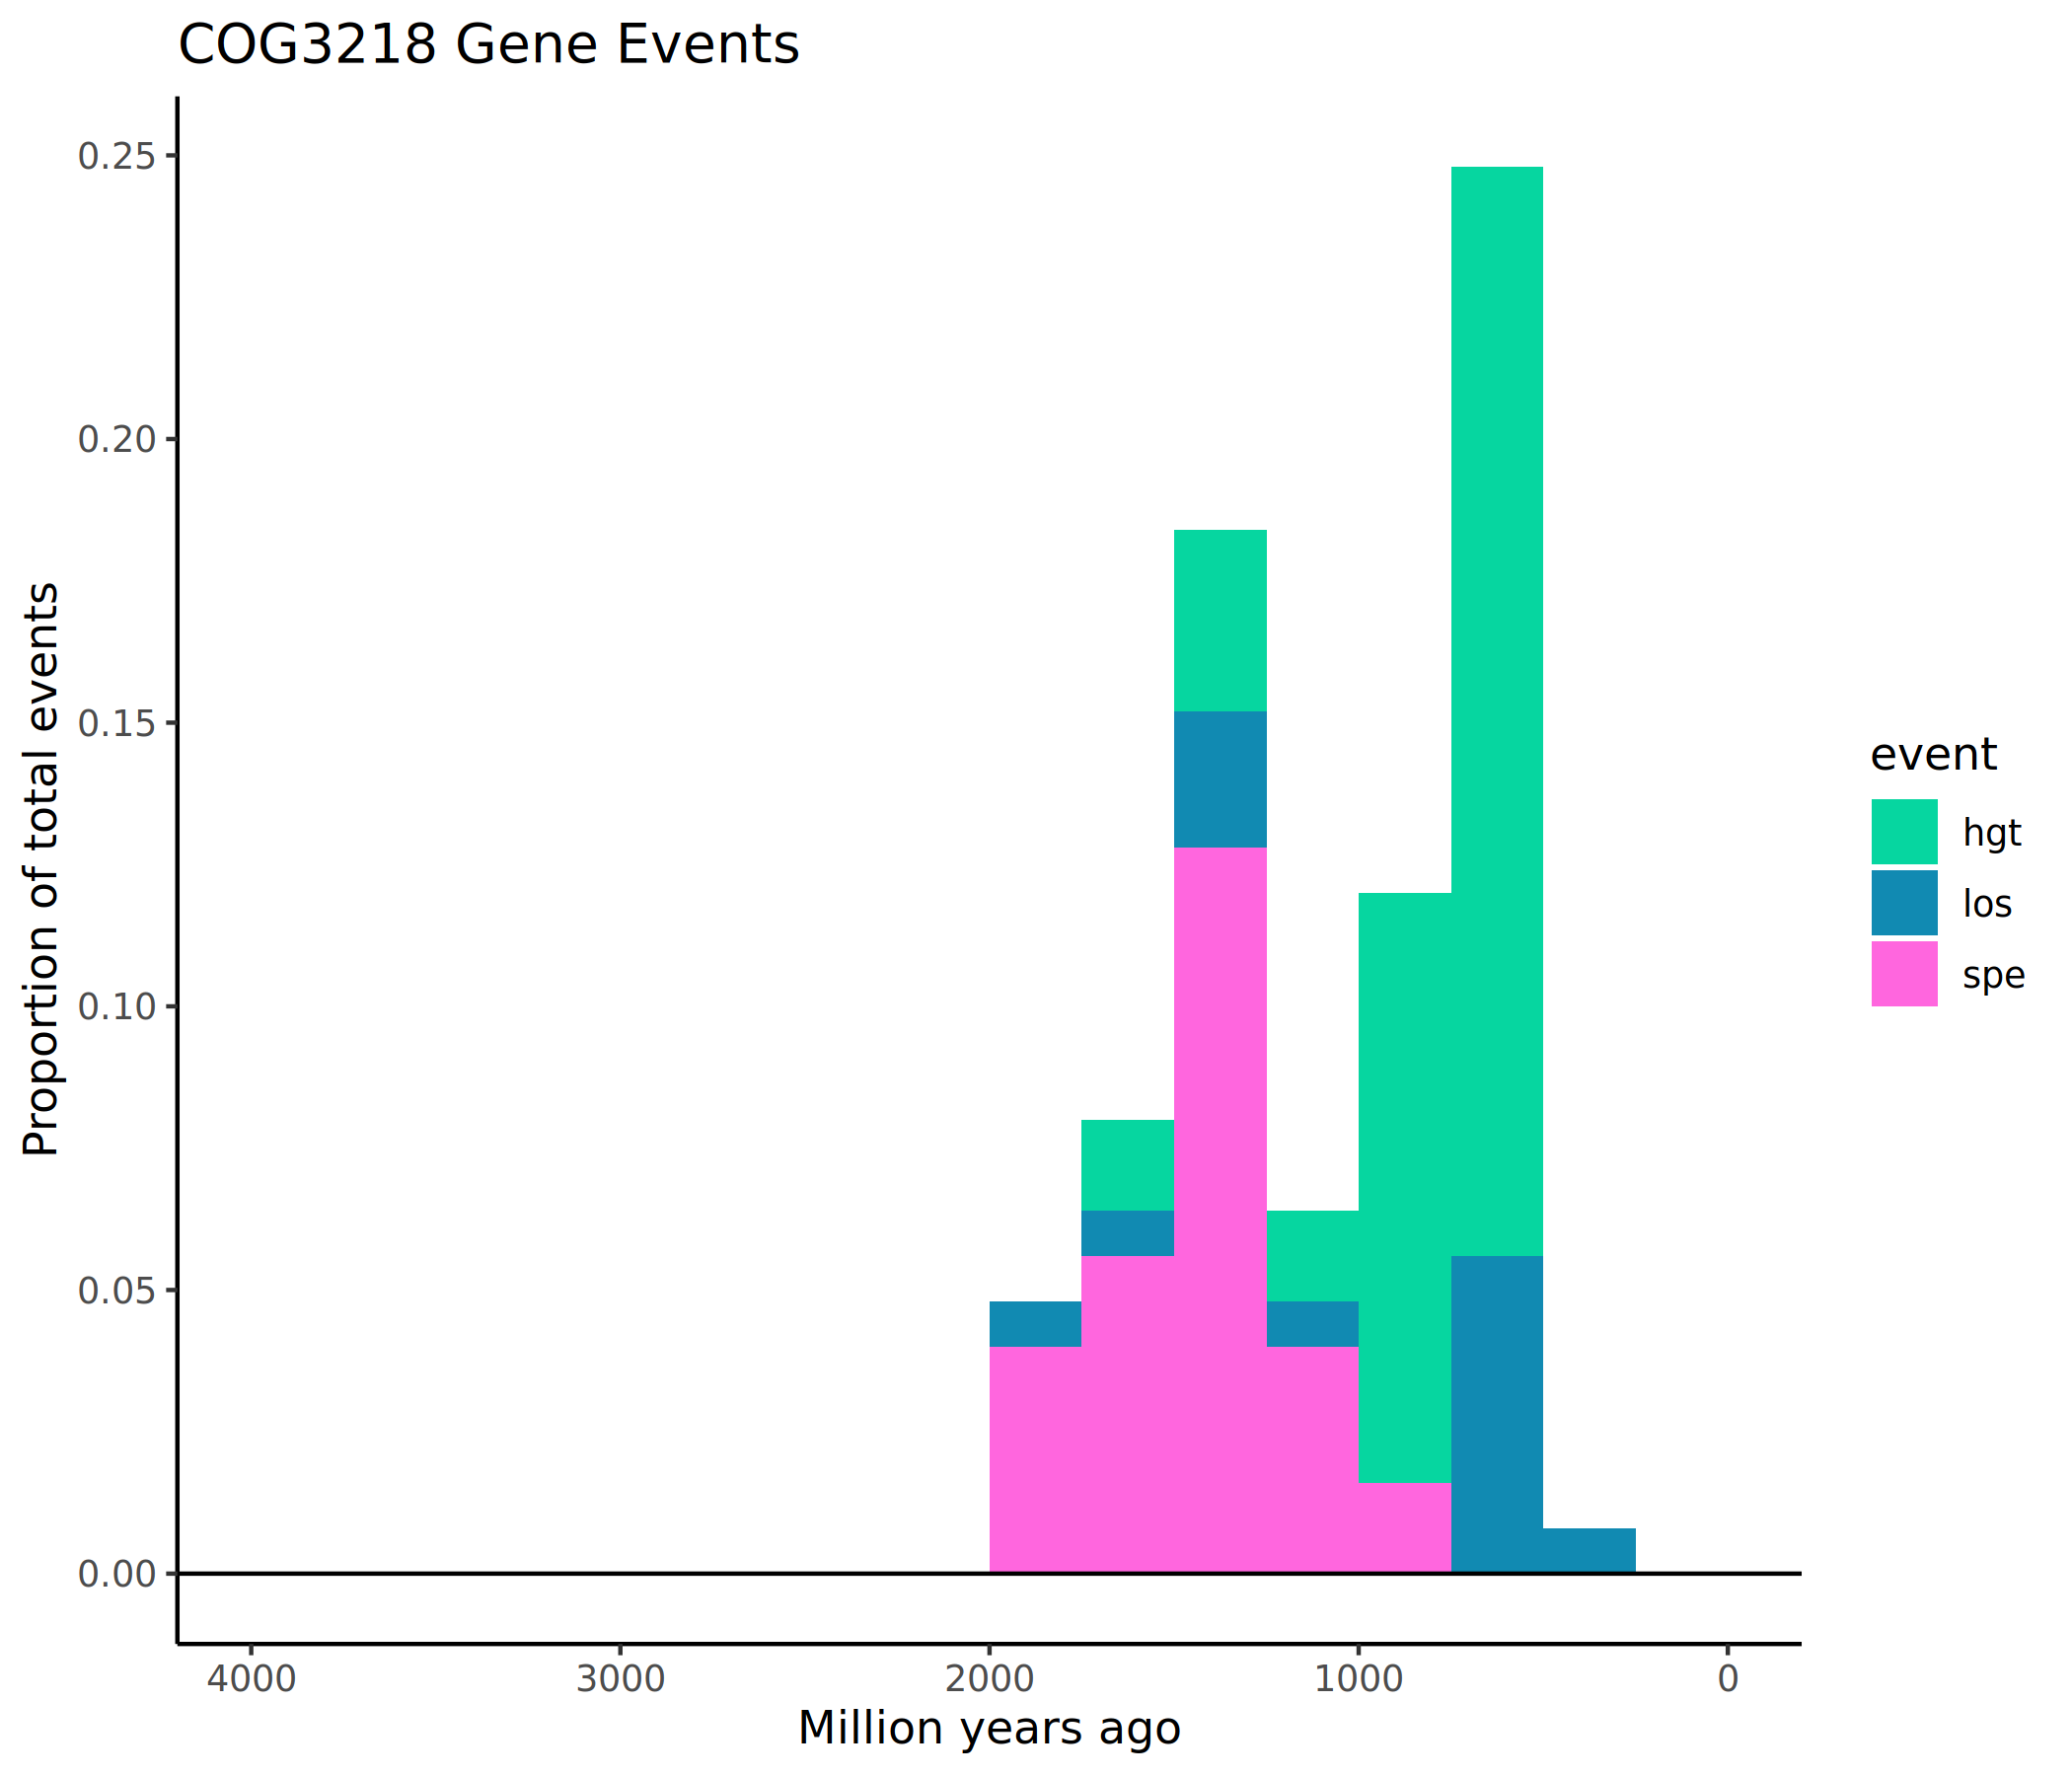 COG3218 Gene Events
Proportion of total events
0.25
0.20
0.15
0.10
0.05
0.00
4000 3000 2000 1000 0
Million years ago
event
hgt
los
spe